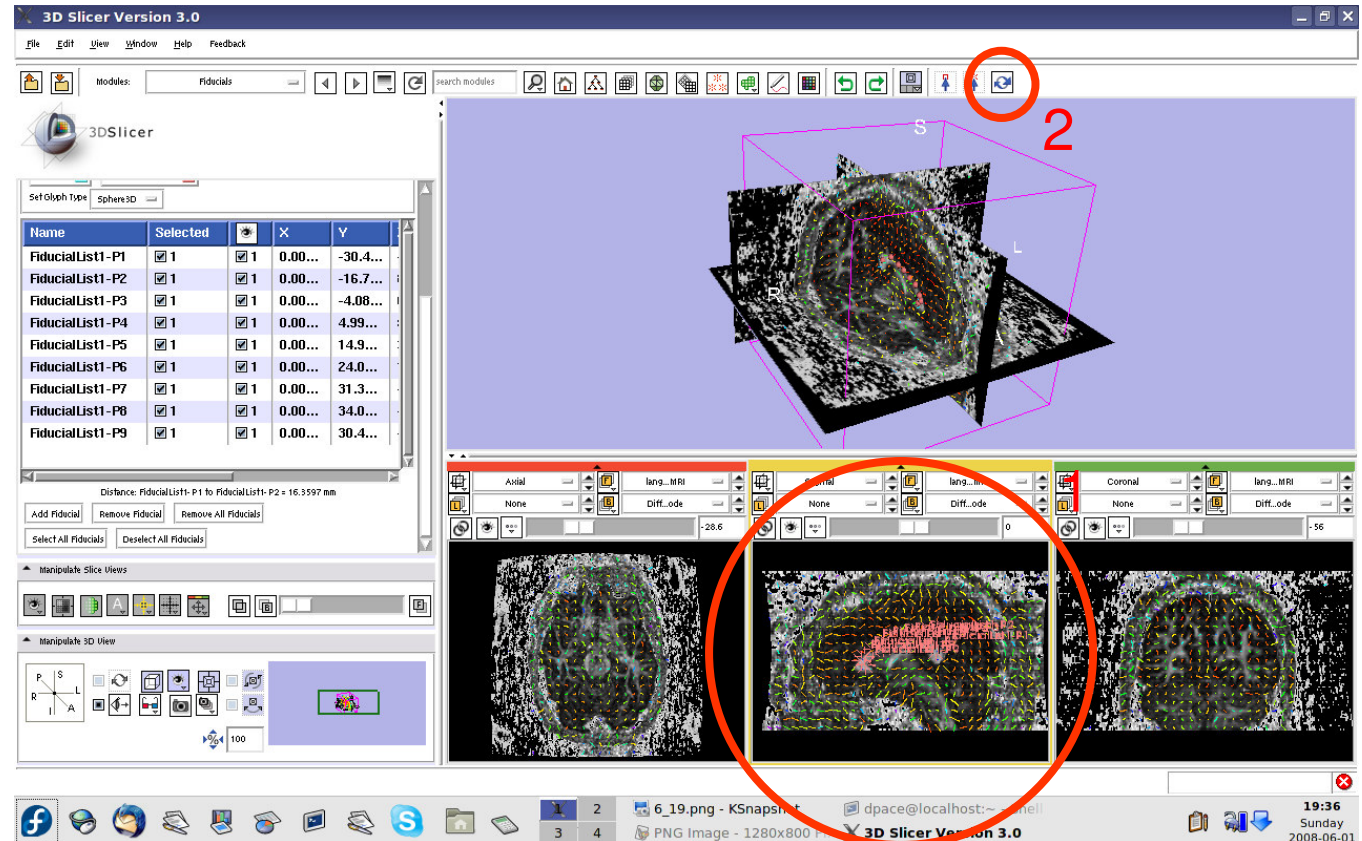 3D Slicer Version 3.0
File Edit View Window Help Feedback
Modules: Fiducials search modules
2
3DSlicer
Set Glyph Type Sphere3D
Name Selected X Y
FiducialList1-P1 1 1 0.00... -30.4...
FiducialList1-P2 1 1 0.00... -16.7...
FiducialList1-P3 1 1 0.00... -4.08...
FiducialList1-P4 1 1 0.00... 4.99...
FiducialList1-P5 1 1 0.00... 14.9...
FiducialList1-P6 1 1 0.00... 24.0...
FiducialList1-P7 1 1 0.00... 31.3...
FiducialList1-P8 1 1 0.00... 34.0...
FiducialList1-P9 1 1 0.00... 30.4...
Distance: FiducialList1-P1 to FiducialList1-P2 = 16.3597 mm
Add Fiducial Remove Fiducial Remove All Fiducials
Select All Fiducials Deselect All Fiducials
Manipulate Slice Views
Manipulate 3D View
P S
R L
I A
100
S
L
R
A
1
Axial lang...MRI
None Diff...ode
-28.6
lang...MRI
None Diff...ode
0
Coronal lang...MRI
None Diff...ode
-56
1 2
3 4
6_19.png - KSnapshot
PNG Image - 1280x800
dpace@localhost:~
3D Slicer Version 3.0
19:36
Sunday
2008-06-01